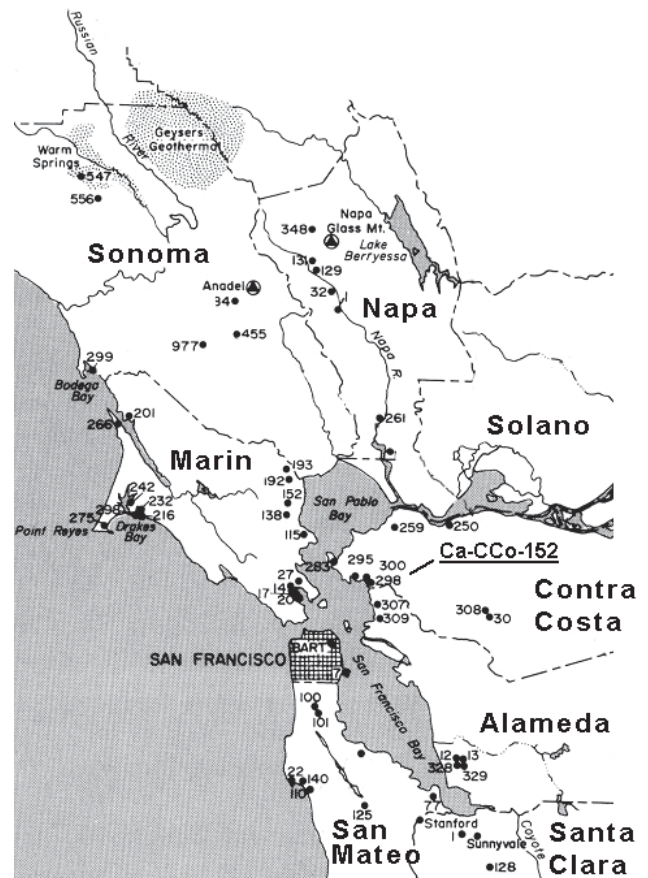 Russian
River
Geysers
Geothermal
Warm
Springs
547
556
Sonoma
348
Napa
Glass Mt.
Lake
Berryessa
131
129
32
1
Napa
Anadel
455
977
Napa R.
299
Bodega
Bay
261
Solano
201
266
Marin
193
192
152
138
San Pablo
Bay
242
232
298
216
275
Drakes
Bay
Point Reyes
115
259
250
283
295
300
298
Ca-CCo-152
27
17
20
307
309
308
30
Contra
Costa
BART
SAN FRANCISCO
7
San Francisco Bay
100
101
Alameda
12
13
328
329
22
140
110
77
125
Stanford
1
Sunnyvale
Coyote
128
San
Mateo
Santa
Clara